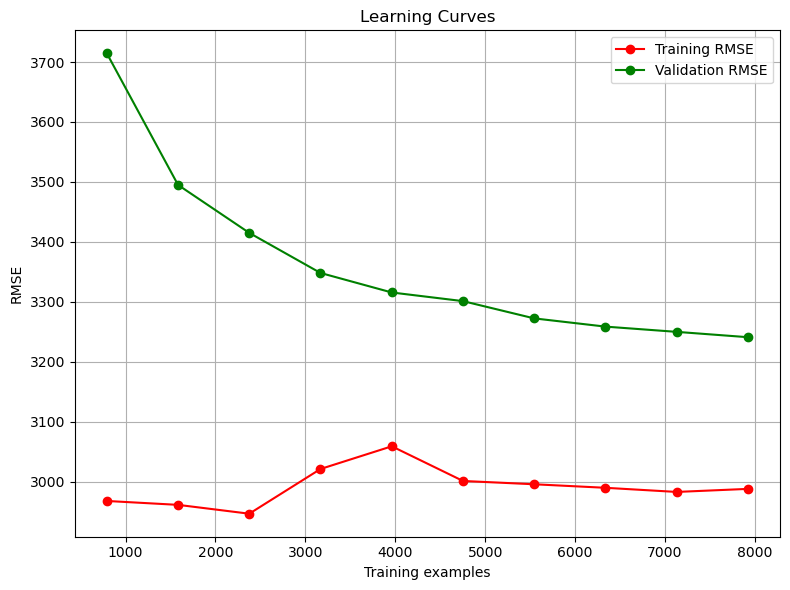 Learning Curves
Training RMSE
Validation RMSE
3700
3600
3500
3400
3300
3200
3100
3000
RMSE
1000 2000 3000 4000 5000 6000 7000 8000
Training examples